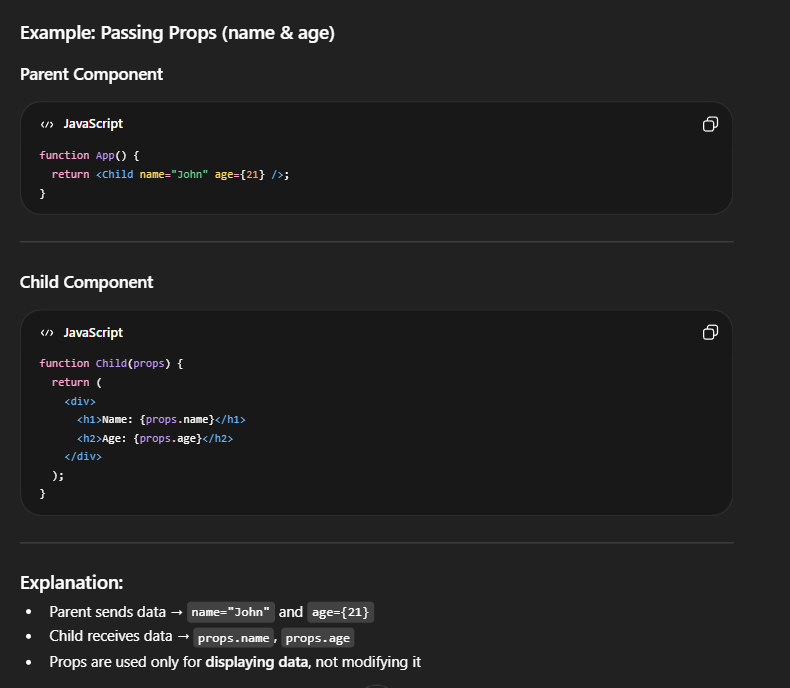 Example: Passing Props (name & age)
Parent Component
</> JavaScript
function App() {
  return <Child name="John" age={21} />;
}
Child Component
</> JavaScript
function Child(props) {
  return (
    <div>
      <h1>Name: {props.name}</h1>
      <h2>Age: {props.age}</h2>
    </div>
  );
}
Explanation:
• Parent sends data → name="John" and age={21}
• Child receives data → props.name, props.age
• Props are used only for displaying data, not modifying it